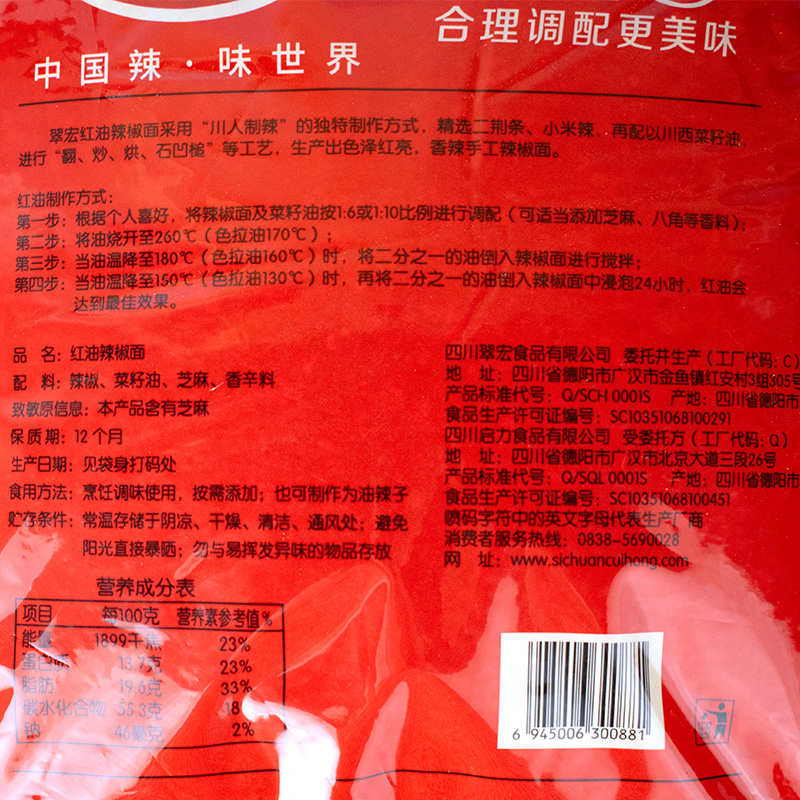 合理调配更美味
中国辣·味世界
翠宏红油辣椒面采用“川人制辣”的独特制作方式，精选二荆条、小米辣，再配以川西菜籽油，
进行“翻、炒、烘、石凹槌”等工艺，生产出色泽红亮，香辣手工辣椒面。
红油制作方式：
第一步：根据个人喜好，将辣椒面及菜籽油按1:6或1:10比例进行调配（可适当添加芝麻、八角等香料）；
第二步：将油烧开至260℃（色拉油170℃）；
第三步：当油温降至180℃（色拉油160℃）时，将二分之一的油倒入辣椒面进行搅拌；
第四步：当油温降至150℃（色拉油130℃）时，再将二分之一的油倒入辣椒面中浸泡24小时，红油会
达到最佳效果。
品 名：红油辣椒面
配 料：辣椒、菜籽油、芝麻、香辛料
致敏原信息：本产品含有芝麻
保质期：12个月
生产日期：见袋身打码处
食用方法：烹饪调味使用，按需添加；也可制作为油辣子
贮存条件：常温存储于阴凉、干燥、清洁、通风处；避免
阳光直接暴晒；勿与易挥发异味的物品存放
四川翠宏食品有限公司 委托并生产（工厂代码：C）
地 址：四川省德阳市广汉市金鱼镇红安村3组305号
产品标准代号：Q/SCH 0001S 产地：四川省德阳市
食品生产许可证编号：SC10351068100291
四川启力食品有限公司 受委托方（工厂代码：Q）
地 址：四川省德阳市广汉市北京大道三段26号
产品标准代号：Q/SQL 0001S 产地：四川省德阳市
食品生产许可证编号：SC10351068100451
喷码字符中的英文字母代表生产厂商
消费者服务热线：0838-5690028
网 址：www.sichuancuihong.com
营养成分表
项目 每100克 营养素参考值%
能量 1899千焦 23%
蛋白质 13.7克 23%
脂肪 19.6克 33%
碳水化合物 55.3克 18
钠 46毫克 2%
6 945006 300881